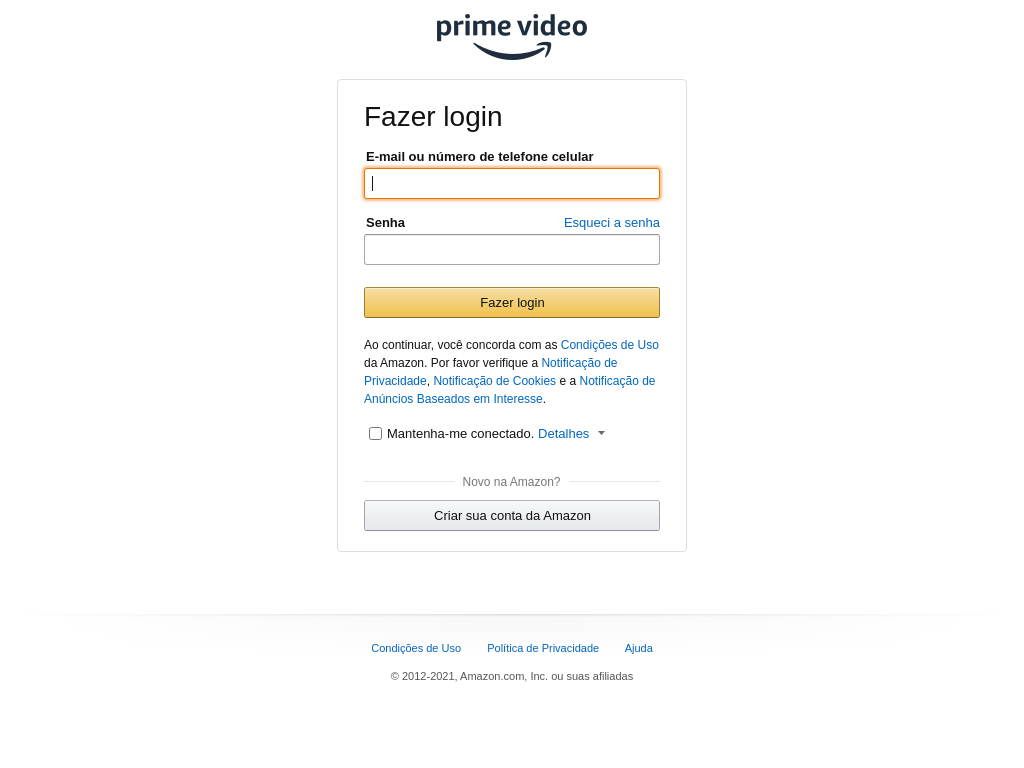 prime video
Fazer login
E-mail ou número de telefone celular
Senha Esqueci a senha
Fazer login
Ao continuar, você concorda com as Condições de Uso
da Amazon. Por favor verifique a Notificação de
Privacidade, Notificação de Cookies e a Notificação de
Anúncios Baseados em Interesse.
Mantenha-me conectado. Detalhes
Novo na Amazon?
Criar sua conta da Amazon
Condições de Uso Política de Privacidade Ajuda
© 2012-2021, Amazon.com, Inc. ou suas afiliadas